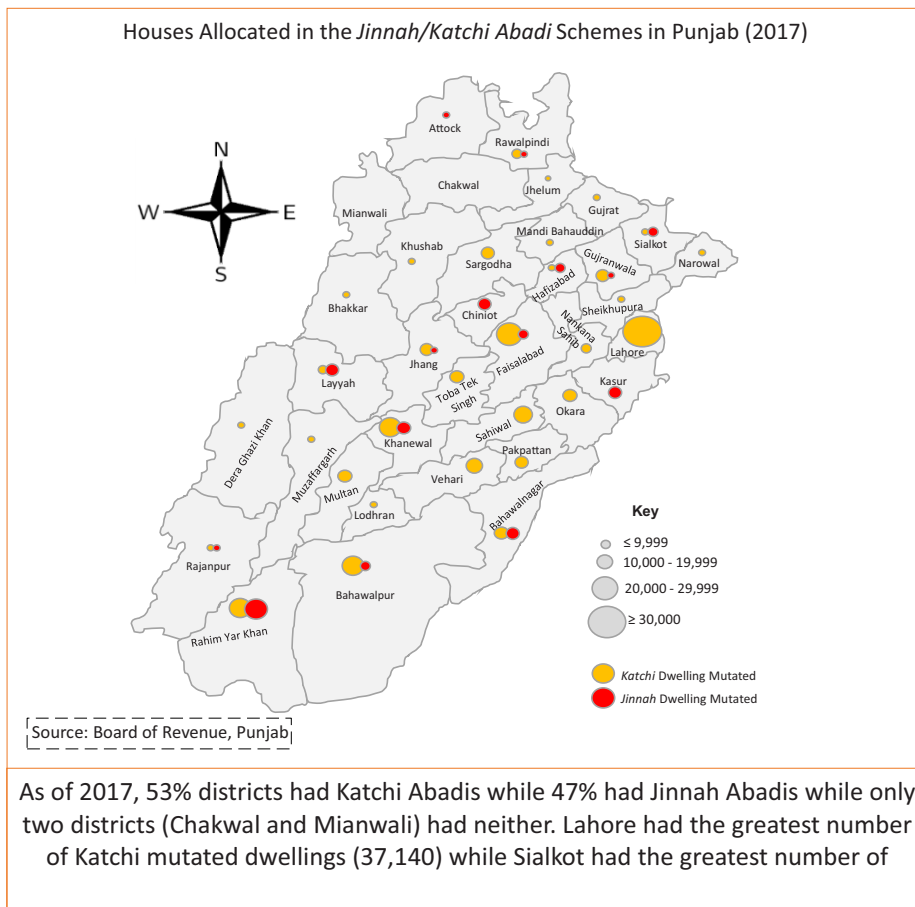 Houses Allocated in the Jinnah/Katchi Abadi Schemes in Punjab (2017)
N
W
E
S
Attock
Rawalpindi
Chakwal
Jhelum
Mianwali
Gujrat
Khushab
Mandi Bahauddin
Sialkot
Sargodha
Gujranwala
Narowal
Hafizabad
Bhakkar
Sheikhupura
Chiniot
Nankana
Sahib
Lahore
Faisalabad
Jhang
Layyah
Kasur
Toba Tek
Singh
Okara
Dera Ghazi Khan
Khanewal
Sahiwal
Pakpattan
Muzaffargarh
Multan
Vehari
Lodhran
Bahawalnagar
Rajanpur
Bahawalpur
Rahim Yar Khan
Key
≤ 9,999
10,000 - 19,999
20,000 - 29,999
≥ 30,000
Katchi Dwelling Mutated
Jinnah Dwelling Mutated
Source: Board of Revenue, Punjab
As of 2017, 53% districts had Katchi Abadis while 47% had Jinnah Abadis while only
two districts (Chakwal and Mianwali) had neither. Lahore had the greatest number
of Katchi mutated dwellings (37,140) while Sialkot had the greatest number of